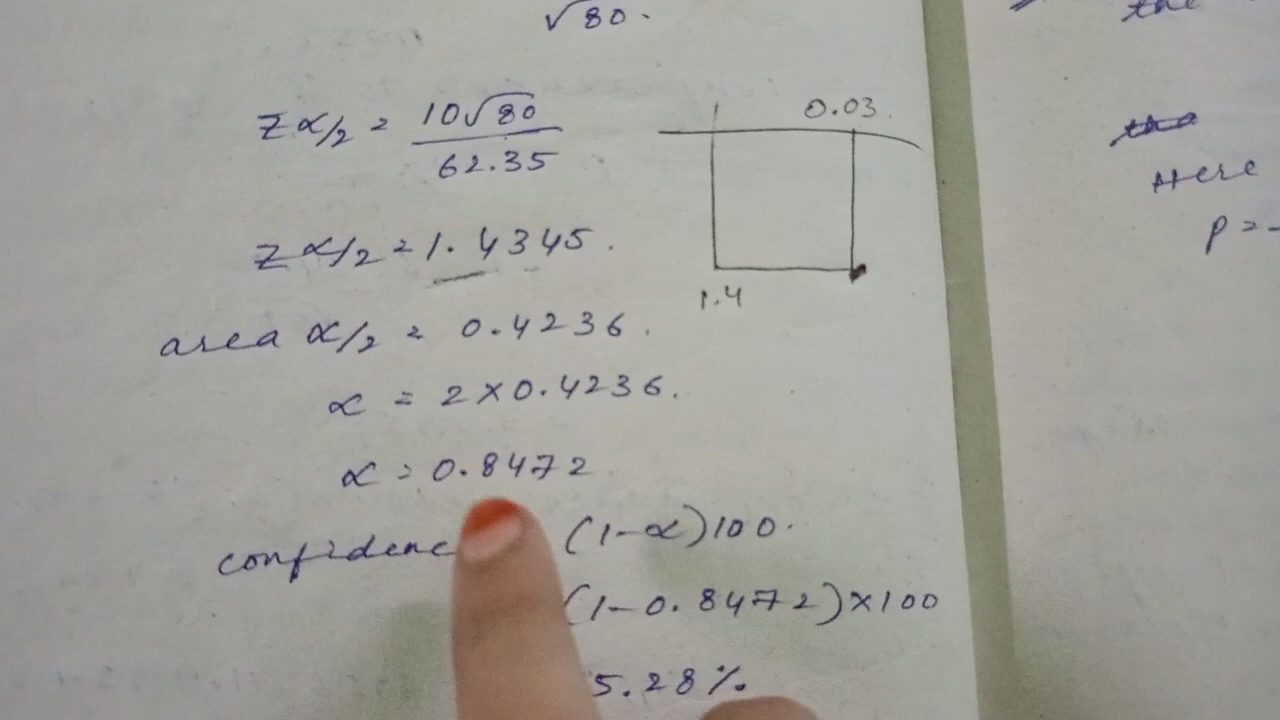 √80.
Zα/2 = 10√80 / 62.35
0.03.
Zα/2 = 1.4345.
1.4
area α/2 = 0.4236.
α = 2×0.4236.
α = 0.8472
(1-α)100.
(1-0.8472)×100
5.28%
the
Here
p =